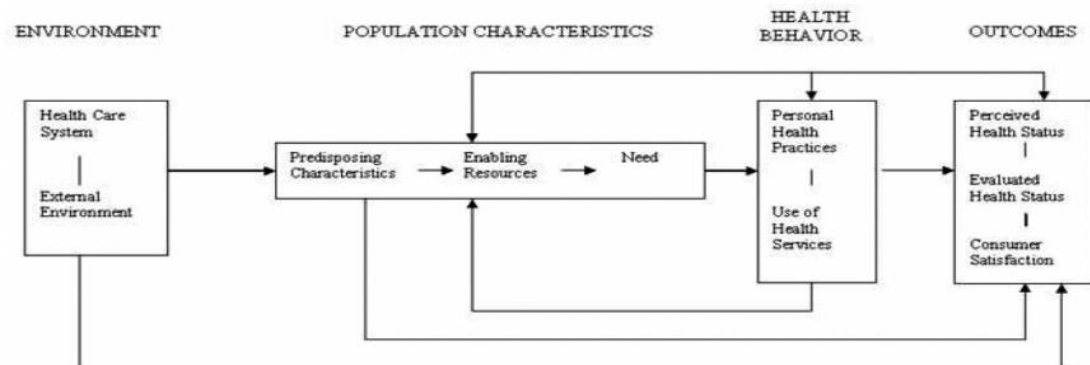 ENVIRONMENT
POPULATION CHARACTERISTICS
HEALTH
BEHAVIOR
OUTCOMES
Health Care
System
External
Environment
Predisposing
Characteristics
Enabling
Resources
Need
Personal
Health
Practices
Use of
Health
Services
Perceived
Health Status
Evaluated
Health Status
Consumer
Satisfaction